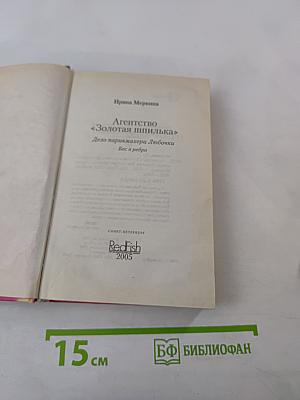 Ирина Меркина
Агентство
«Золотая шпилька»
Дело парикмахера Любочки
Бес в ребро
САНКТ-ПЕТЕРБУРГ
RedFish
2005
15 см
БФ БИБЛИОФАН